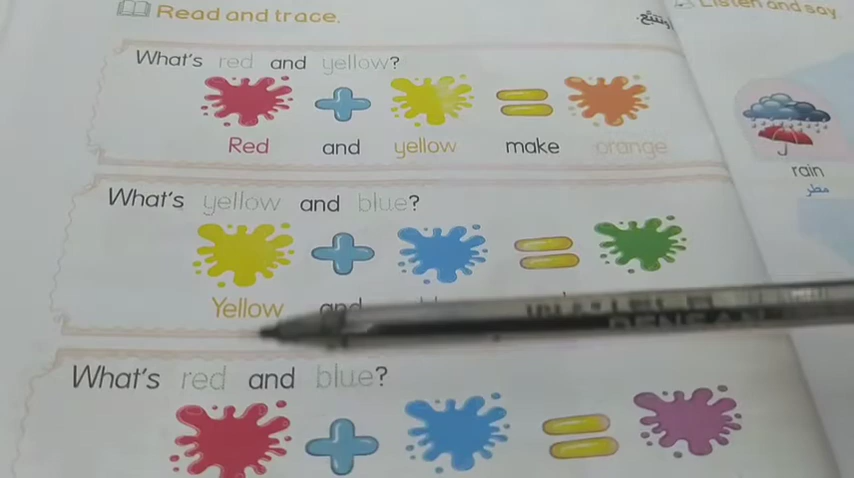 Read and trace.
Listen and say
What's red and yellow?
Red and yellow make orange
What's yellow and blue?
Yellow and
What's red and blue?
rain
مطر